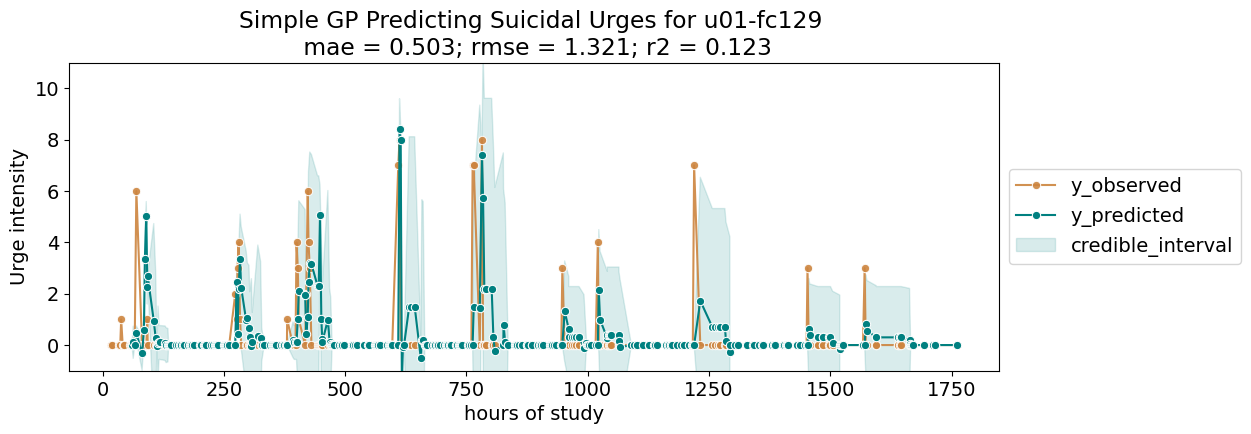 Simple GP Predicting Suicidal Urges for u01-fc129
mae = 0.503; rmse = 1.321; r2 = 0.123
Urge intensity
10
8
6
4
2
0
0 250 500 750 1000 1250 1500 1750
hours of study
y_observed
y_predicted
credible_interval